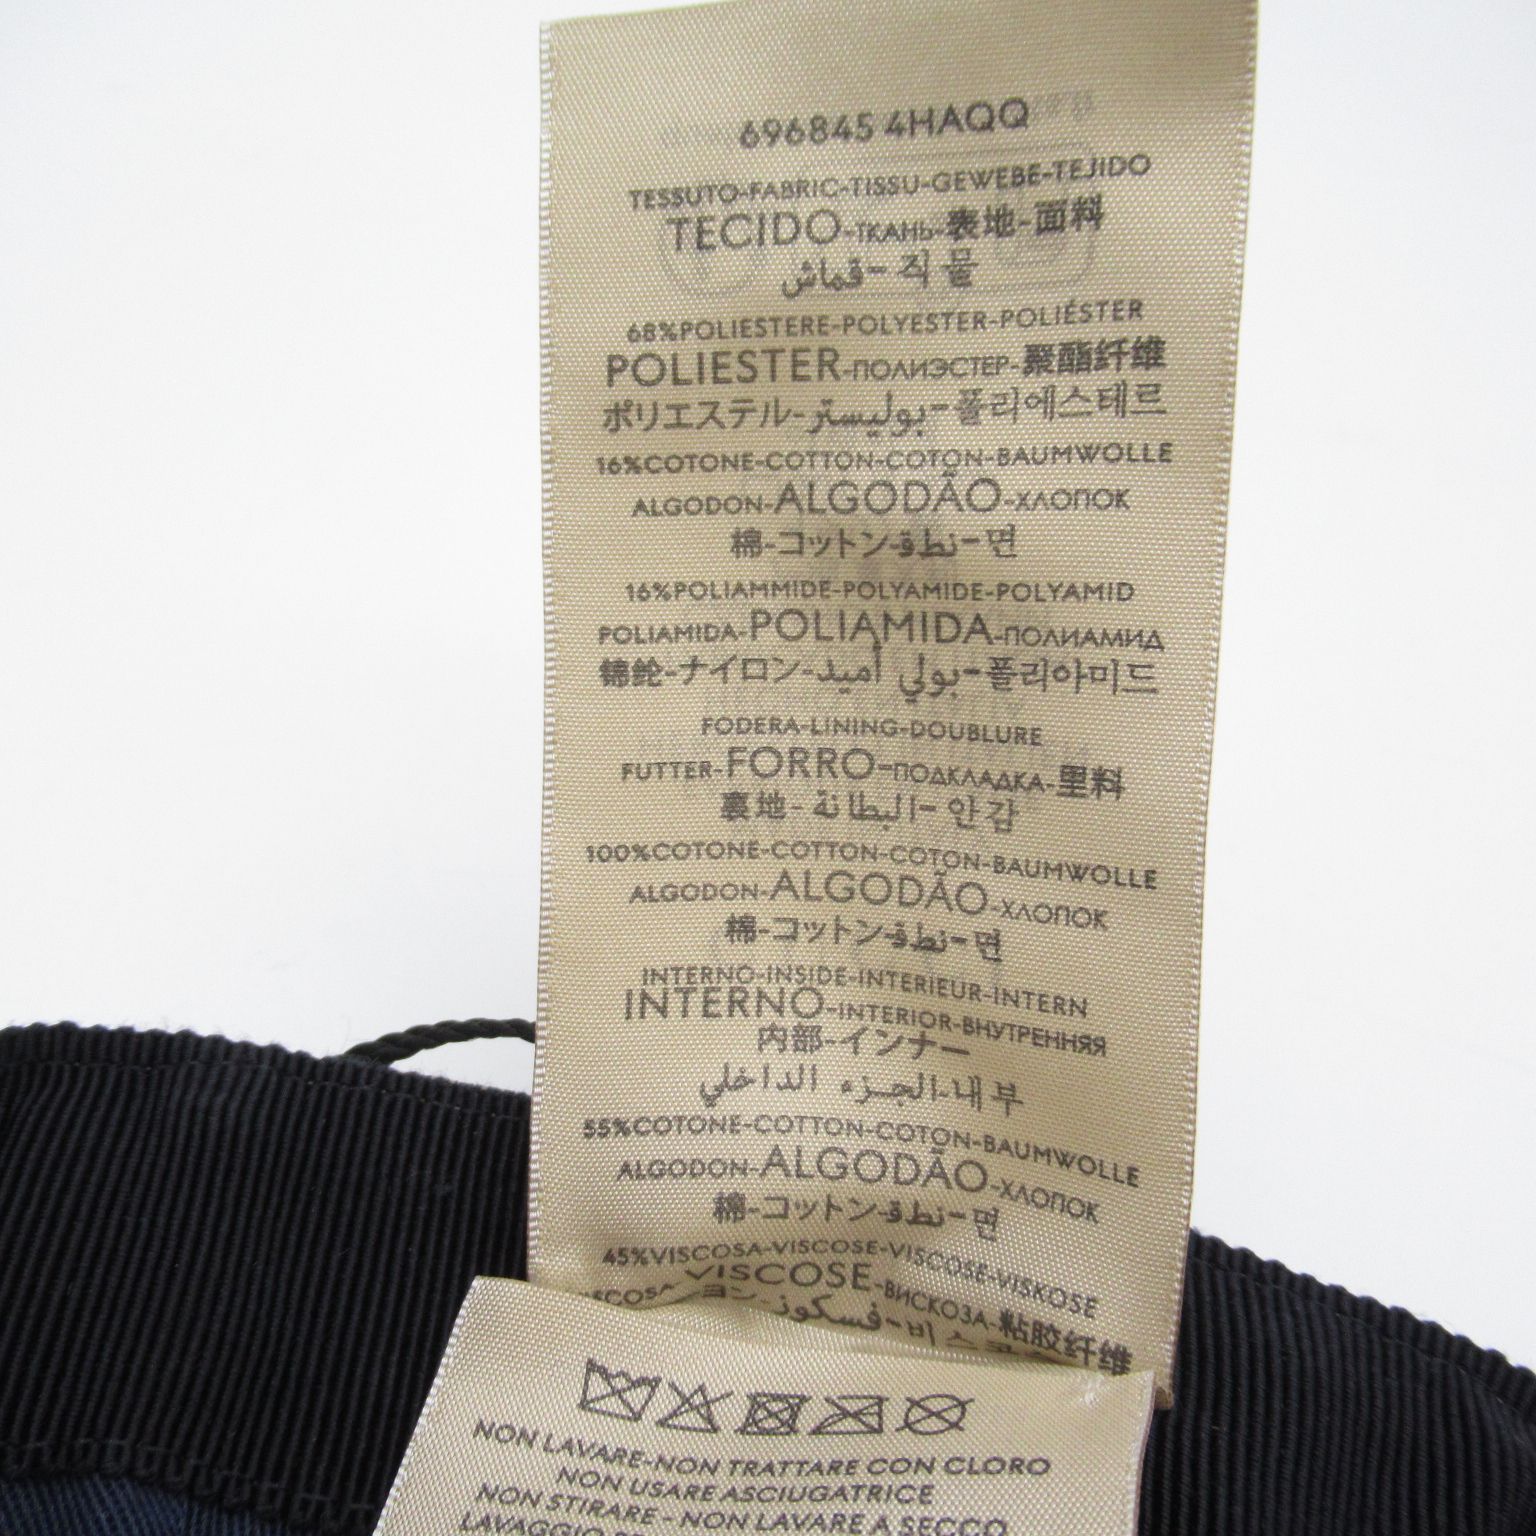 696845 4HAQQ
TESSUTO-FABRIC-TISSU-GEWEBE-TEJIDO
TECIDO-ТКАНЬ-表地-面料
قماش-직물
68%POLIESTERE-POLYESTER-POLIÉSTER
POLIESTER-ПОЛИЭСТЕР-聚酯纤维
ポリエステル-بوليستر-폴리에스테르
16%COTONE-COTTON-COTON-BAUMWOLLE
ALGODON-ALGODÃO-ХЛОПОК
棉-コットン-نطق-면
16%POLIAMMIDE-POLYAMIDE-POLYAMID
POLIAMIDA-POLIAMIDA-ПОЛИАМИД
锦纶-ナイロン-بولي أميد-폴리아미드
FODERA-LINING-DOUBLURE
FUTTER-FORRO-ПОДКЛАДКА-里料
裏地-البطانة-안감
100%COTONE-COTTON-COTON-BAUMWOLLE
ALGODON-ALGODÃO-ХЛОПОК
棉-コットン-نطق-면
INTERNO-INSIDE-INTERIEUR-INTERN
INTERNO-INTERIOR-ВНУТРЕННЯЯ
内部-インナー
الجزء الداخلي-내부
55%COTONE-COTTON-COTON-BAUMWOLLE
ALGODON-ALGODÃO-ХЛОПОК
棉-コットン-نطق-면
45%VISCOSA-VISCOSE-VISCOSE-VISKOSE
VISCOSE-ВИСКОЗА-粘胶纤维
فسكوز
NON LAVARE-NON TRATTARE CON CLORO
NON USARE ASCIUGATRICE
NON STIRARE - NON LAVARE A SECCO
LAVAGGIO